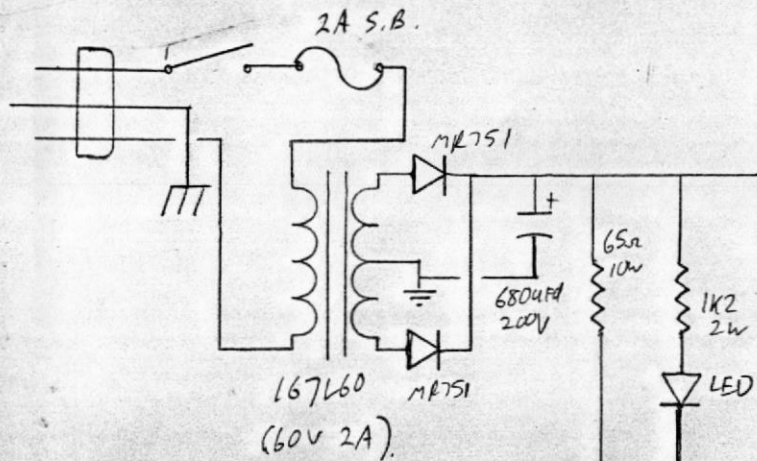 2A S.B.
MR751
+
65Ω
10W
680uFd
200V
1K2
2W
LED
MR751
167L60
(60V 2A).